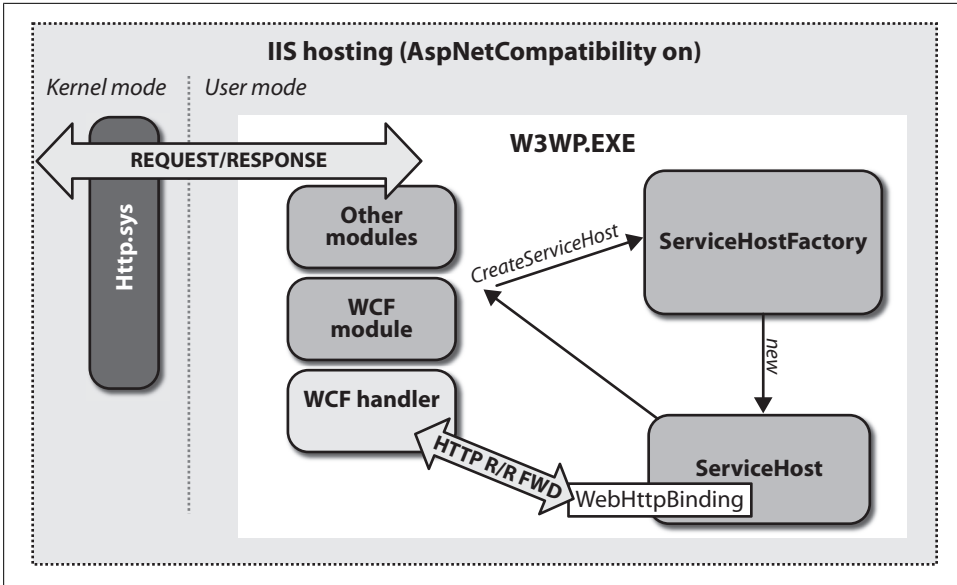 IIS hosting (AspNetCompatibility on)
Kernel mode
User mode
W3WP.EXE
REQUEST/RESPONSE
Http.sys
Other
modules
CreateServiceHost
ServiceHostFactory
WCF
module
new
WCF handler
HTTP R/R FWD
ServiceHost
WebHttpBinding